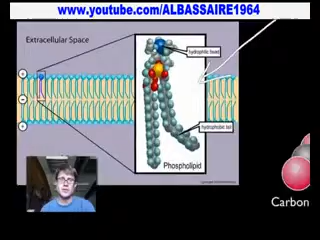 www.youtube.com/ALBASSAIRE1964
Extracellular Space
hydrophilic head
hydrophobic tail
Phospholipid
Carbon